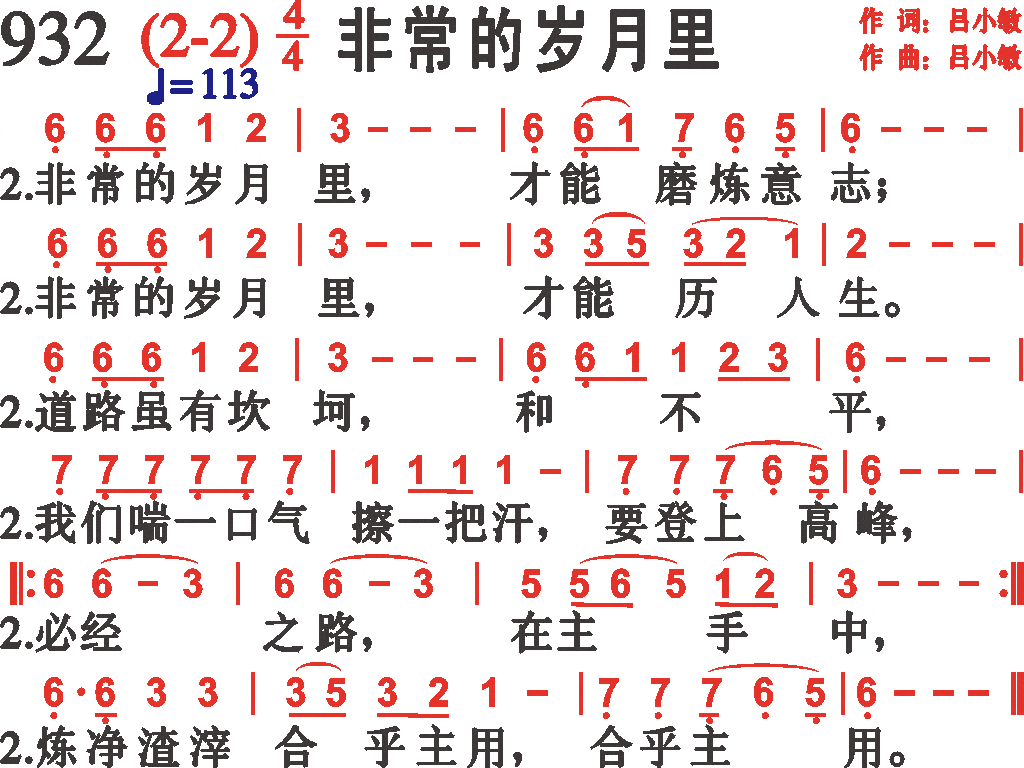 932 (2-2) 4/4 非常的岁月里 作 词：吕小敏
♩=113 作 曲：吕小敏
6 6 6 1 2 | 3 – – – | 6 6 1 7 6 5 | 6 – – – |
2.非常的岁月 里， 才能 磨炼意 志；
6 6 6 1 2 | 3 – – – | 3 3 5 3 2 1 | 2 – – – |
2.非常的岁月 里， 才能 历 人生。
6 6 6 1 2 | 3 – – – | 6 6 1 1 2 3 | 6 – – – |
2.道路虽有坎 坷， 和 不 平，
7 7 7 7 7 7 | 1 1 1 1 – | 7 7 7 6 5 | 6 – – – |
2.我们喘一口气 擦一把汗， 要登上 高峰，
‖: 6 6 – 3 | 6 6 – 3 | 5 5 6 5 1 2 | 3 – – – :‖
2.必经 之路， 在主 手 中，
6 · 6 3 3 | 3 5 3 2 1 – | 7 7 7 6 5 | 6 – – – ‖
2.炼净渣滓 合 乎主用， 合乎主 用。